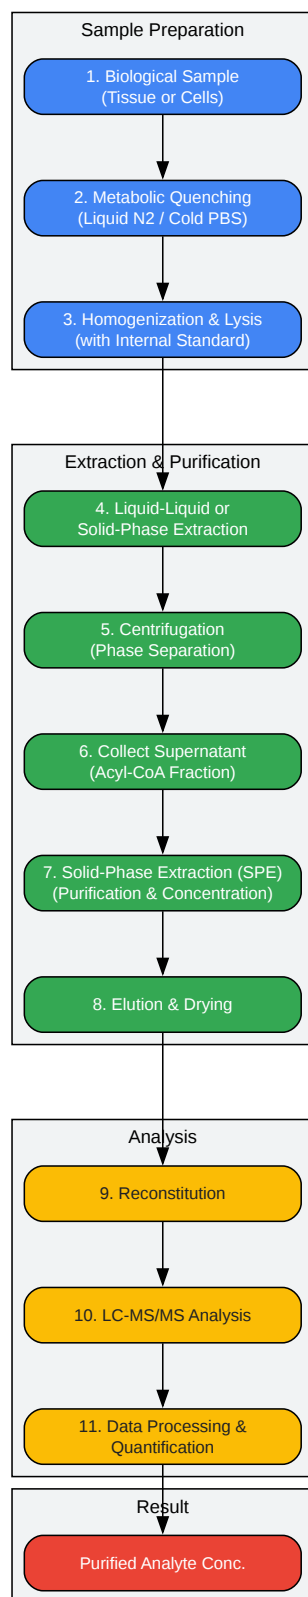 Sample Preparation
1. Biological Sample
(Tissue or Cells)
2. Metabolic Quenching
(Liquid N2 / Cold PBS)
3. Homogenization & Lysis
(with Internal Standard)
Extraction & Purification
4. Liquid-Liquid or
Solid-Phase Extraction
5. Centrifugation
(Phase Separation)
6. Collect Supernatant
(Acyl-CoA Fraction)
7. Solid-Phase Extraction (SPE)
(Purification & Concentration)
8. Elution & Drying
Analysis
9. Reconstitution
10. LC-MS/MS Analysis
11. Data Processing &
Quantification
Result
Purified Analyte Conc.